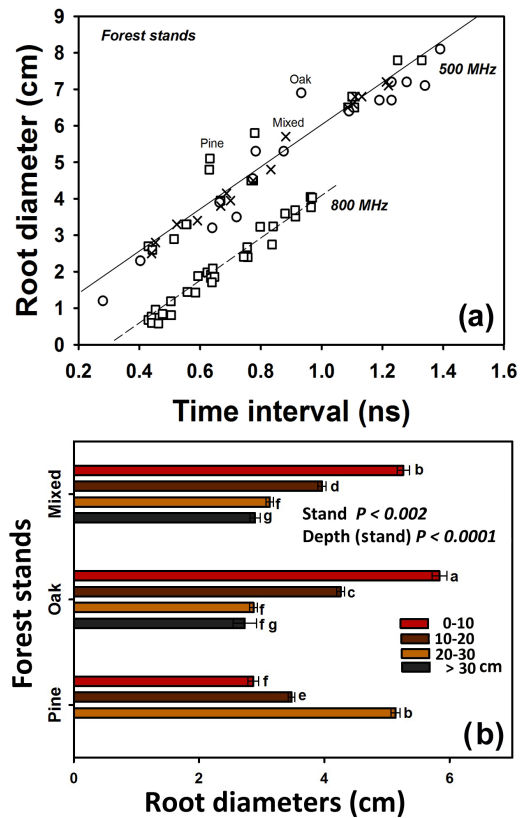 Forest stands
Oak
500 MHz
Mixed
Pine
800 MHz
(a)
Root diameter (cm)
9
8
7
6
5
4
3
2
1
0
0.2 0.4 0.6 0.8 1.0 1.2 1.4
Time interval (ns)
Forest stands
Mixed
Oak
Pine
b
d
f
g
Stand P < 0.002
Depth (stand) P < 0.0001
a
c
f
f g
0-10
10-20
20-30
> 30 cm
f
e
b
(b)
0 2 4 6
Root diameters (cm)